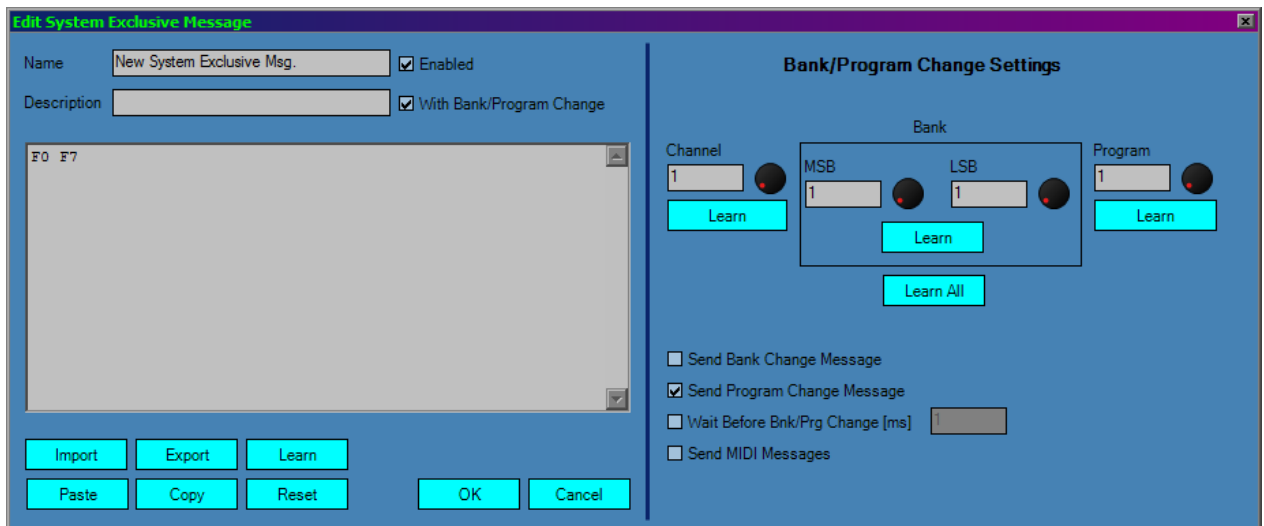 Edit System Exclusive Message
Name
New System Exclusive Msg.
Enabled
Description
With Bank/Program Change
F0 F7
Import
Export
Learn
Paste
Copy
Reset
OK
Cancel
Bank/Program Change Settings
Bank
Channel
MSB
LSB
Program
1
1
1
1
Learn
Learn
Learn
Learn All
Send Bank Change Message
Send Program Change Message
Wait Before Bnk/Prg Change [ms]
1
Send MIDI Messages